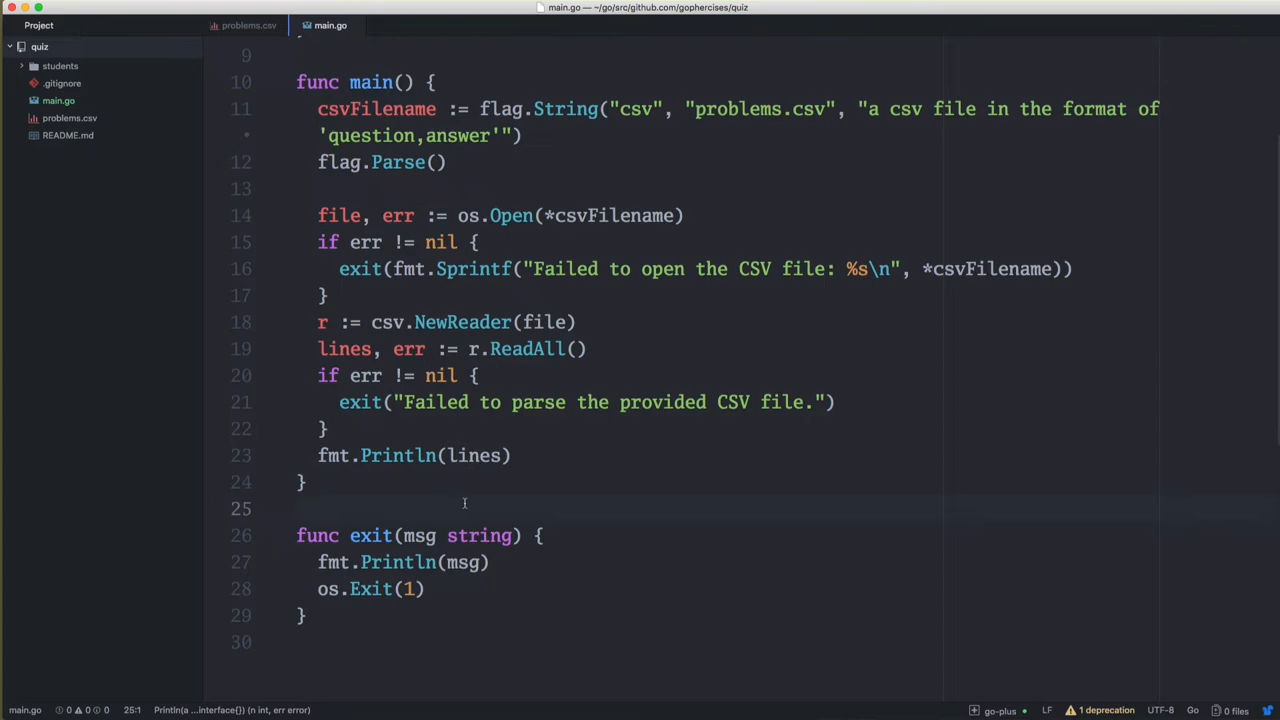 main.go — ~/go/src/github.com/gophercises/quiz
Project
problems.csv
main.go
quiz
students
.gitignore
main.go
problems.csv
README.md
9
10 func main() {
11 csvFilename := flag.String("csv", "problems.csv", "a csv file in the format of
• 'question,answer'")
12 flag.Parse()
13
14 file, err := os.Open(*csvFilename)
15 if err != nil {
16 exit(fmt.Sprintf("Failed to open the CSV file: %s\n", *csvFilename))
17 }
18 r := csv.NewReader(file)
19 lines, err := r.ReadAll()
20 if err != nil {
21 exit("Failed to parse the provided CSV file.")
22 }
23 fmt.Println(lines)
24 }
25
26 func exit(msg string) {
27 fmt.Println(msg)
28 os.Exit(1)
29 }
30
main.go 0 0 0 25:1 Println(a ...interface{}) (n int, err error) go-plus LF 1 deprecation UTF-8 Go 0 files